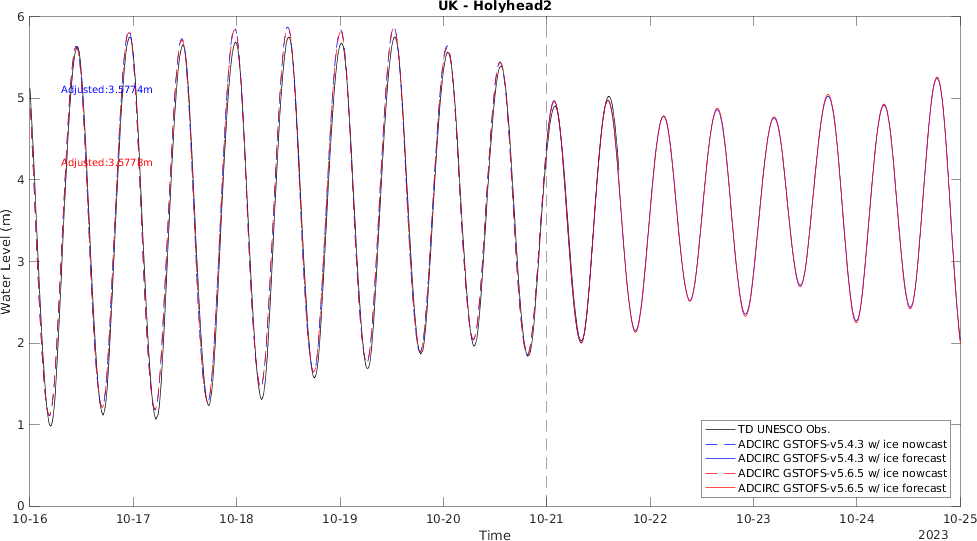 UK - Holyhead2
6
5
4
3
2
1
0
Water Level (m)
Adjusted:3.5774m
Adjusted:3.5778m
TD UNESCO Obs.
ADCIRC GSTOFS-v5.4.3 w/ ice nowcast
ADCIRC GSTOFS-v5.4.3 w/ ice forecast
ADCIRC GSTOFS-v5.6.5 w/ ice nowcast
ADCIRC GSTOFS-v5.6.5 w/ ice forecast
10-16 10-17 10-18 10-19 10-20 10-21 10-22 10-23 10-24 10-25
Time
2023